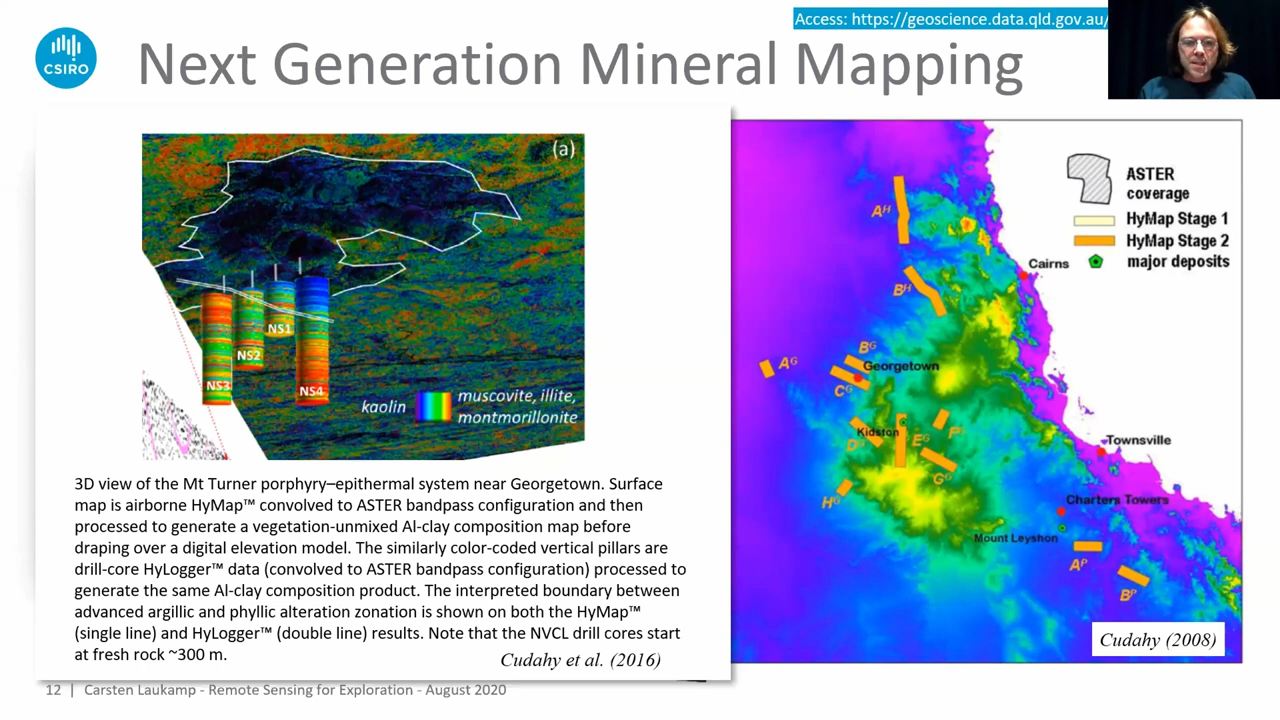 Access: https://geoscience.data.qld.gov.au/
CSIRO
Next Generation Mineral Mapping
(a)
NS1
NS2
NS3
NS4
kaolin
muscovite, illite,
montmorillonite
3D view of the Mt Turner porphyry–epithermal system near Georgetown. Surface
map is airborne HyMap™ convolved to ASTER bandpass configuration and then
processed to generate a vegetation-unmixed Al-clay composition map before
draping over a digital elevation model. The similarly color-coded vertical pillars are
drill-core HyLogger™ data (convolved to ASTER bandpass configuration) processed to
generate the same Al-clay composition product. The interpreted boundary between
advanced argillic and phyllic alteration zonation is shown on both the HyMap™
(single line) and HyLogger™ (double line) results. Note that the NVCL drill cores start
at fresh rock ~300 m.
Cudahy et al. (2016)
ASTER
coverage
HyMap Stage 1
HyMap Stage 2
major deposits
A^H
Cairns
B^H
A^G
B^G
Georgetown
C^G
Kidston
D^G
E^G
F^G
G^G
H^G
Townsville
Charters Towers
Mount Leyshon
A^P
B^P
Cudahy (2008)
12 | Carsten Laukamp - Remote Sensing for Exploration - August 2020